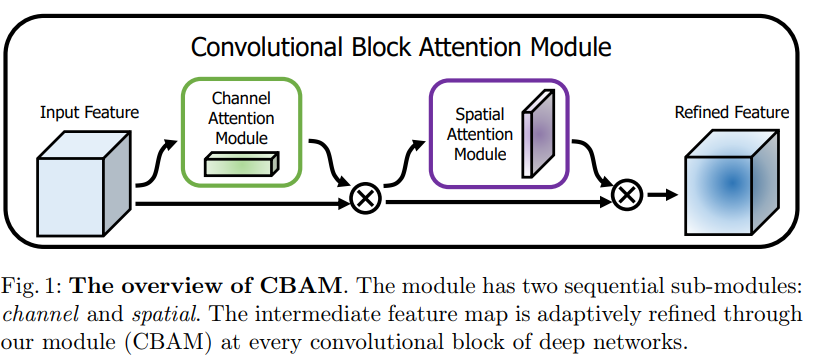 Convolutional Block Attention Module
Input Feature
Channel
Attention
Module
Spatial
Attention
Module
Refined Feature
Fig. 1: The overview of CBAM. The module has two sequential sub-modules:
channel and spatial. The intermediate feature map is adaptively refined through
our module (CBAM) at every convolutional block of deep networks.